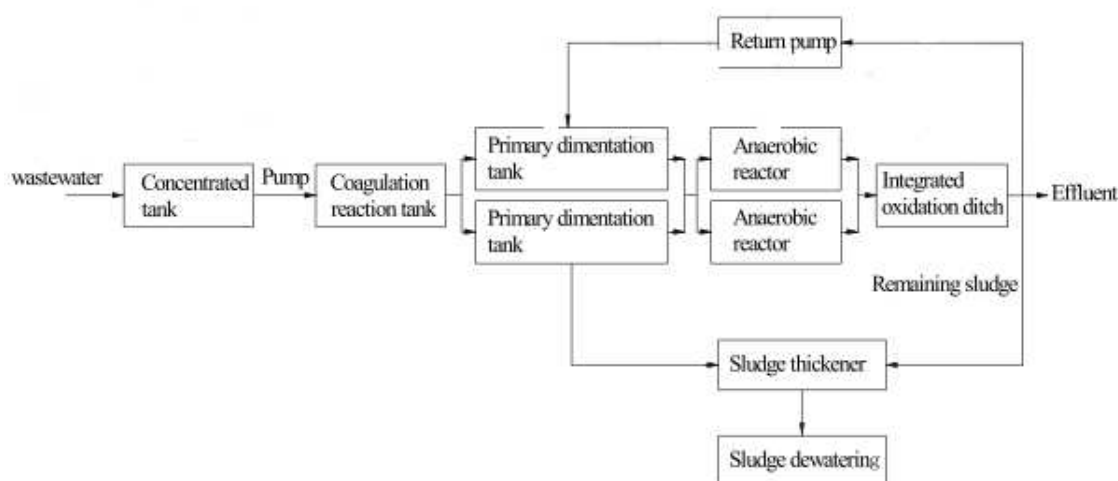 Return pump
Primary dimentation
tank
Anaerobic
reactor
wastewater
Concentrated
tank
Pump
Coagulation
reaction tank
Integrated
oxidation ditch
Effluent
Primary dimentation
tank
Anaerobic
reactor
Remaining sludge
Sludge thickener
Sludge dewatering